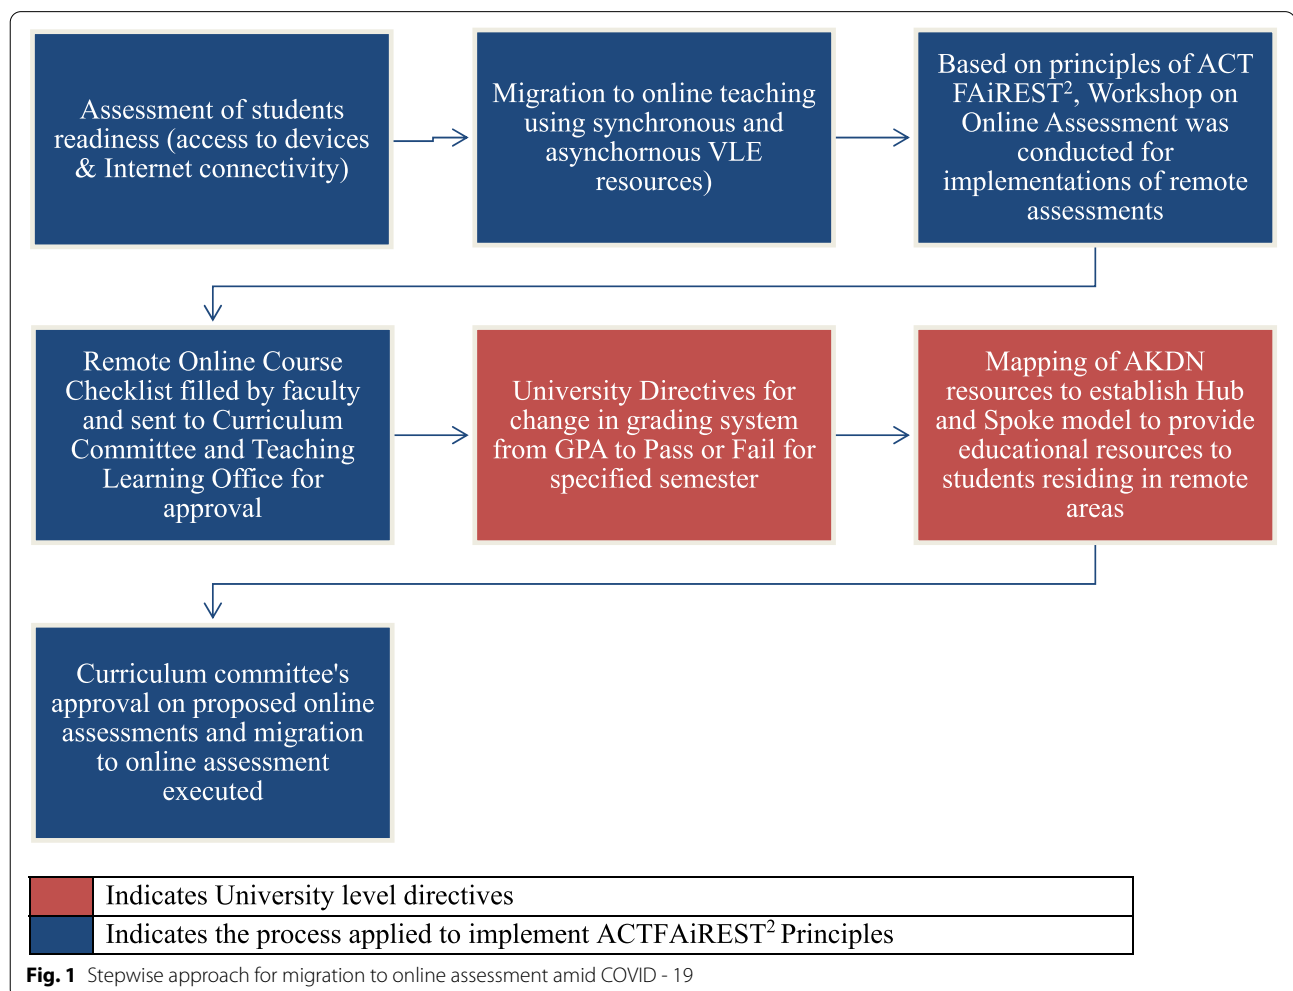 Assessment of students
readiness (access to devices
& Internet connectivity)
Migration to online teaching
using synchronous and
asynchornous VLE
resources)
Based on principles of ACT
FAiREST², Workshop on
Online Assessment was
conducted for
implementations of remote
assessments
Remote Online Course
Checklist filled by faculty
and sent to Curriculum
Committee and Teaching
Learning Office for
approval
University Directives for
change in grading system
from GPA to Pass or Fail for
specified semester
Mapping of AKDN
resources to establish Hub
and Spoke model to provide
educational resources to
students residing in remote
areas
Curriculum committee's
approval on proposed online
assessments and migration
to online assessment
executed
Indicates University level directives
Indicates the process applied to implement ACTFAiREST² Principles
Fig. 1 Stepwise approach for migration to online assessment amid COVID - 19